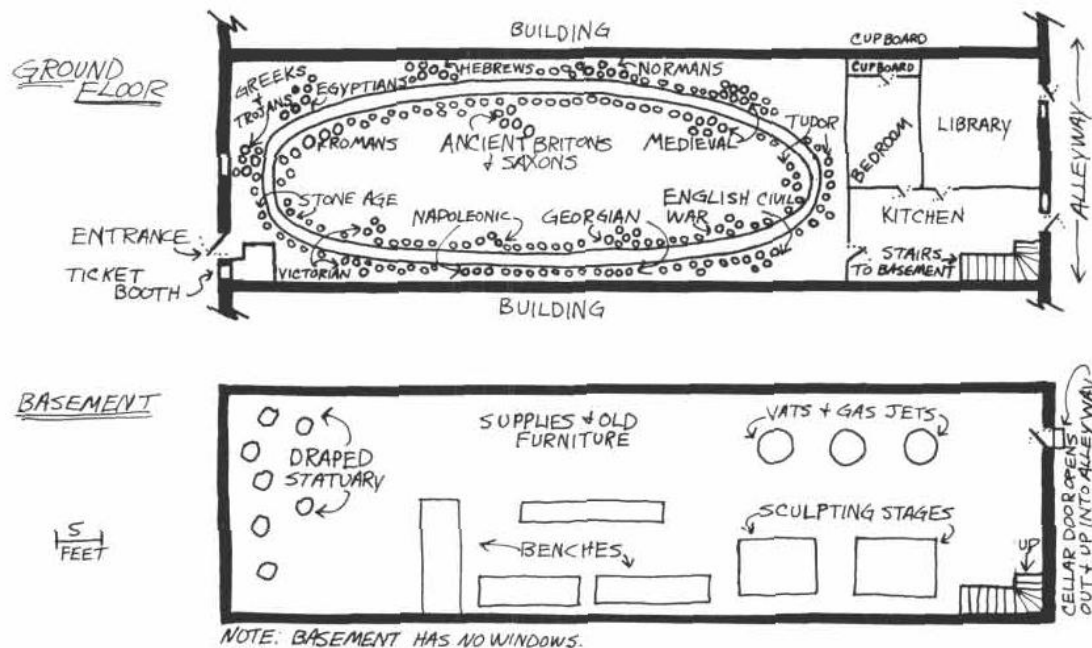 BUILDING
CUPBOARD
GROUND
FLOOR
GREEKS
&
TROJANS
EGYPTIANS
HEBREWS
NORMANS
CUPBOARD
ROMANS
ANCIENT BRITONS
& SAXONS
MEDIEVAL
TUDOR
BEDROOM
LIBRARY
ALLEYWAY
STONE AGE
NAPOLEONIC
GEORGIAN
ENGLISH CIVIL
WAR
KITCHEN
ENTRANCE
TICKET
BOOTH
VICTORIAN
STAIRS
TO BASEMENT
BUILDING
BASEMENT
SUPPLIES & OLD
FURNITURE
VATS & GAS JETS
DRAPED
STATUARY
SCULPTING STAGES
5
FEET
BENCHES
UP
CELLAR DOOR OPENS
OUT & UP INTO ALLEYWAY
NOTE: BASEMENT HAS NO WINDOWS.